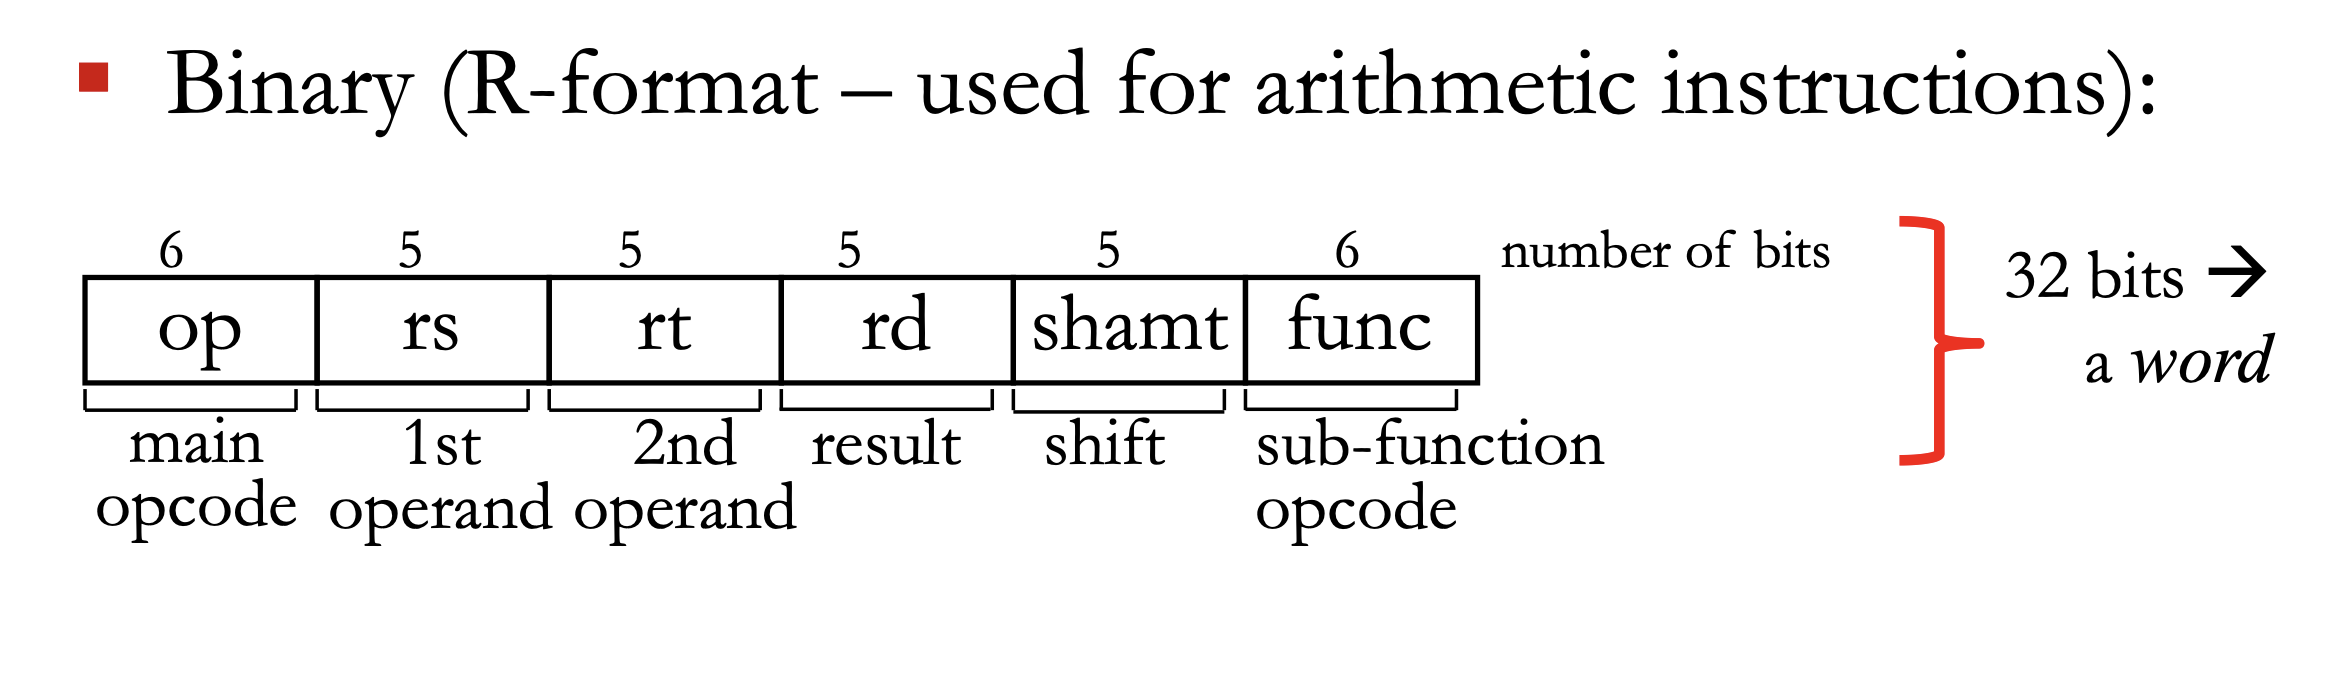 Binary (R-format – used for arithmetic instructions):
6 5 5 5 5 6 number of bits
op rs rt rd shamt func
32 bits →
a word
main 1st 2nd result shift sub-function
opcode operand operand opcode